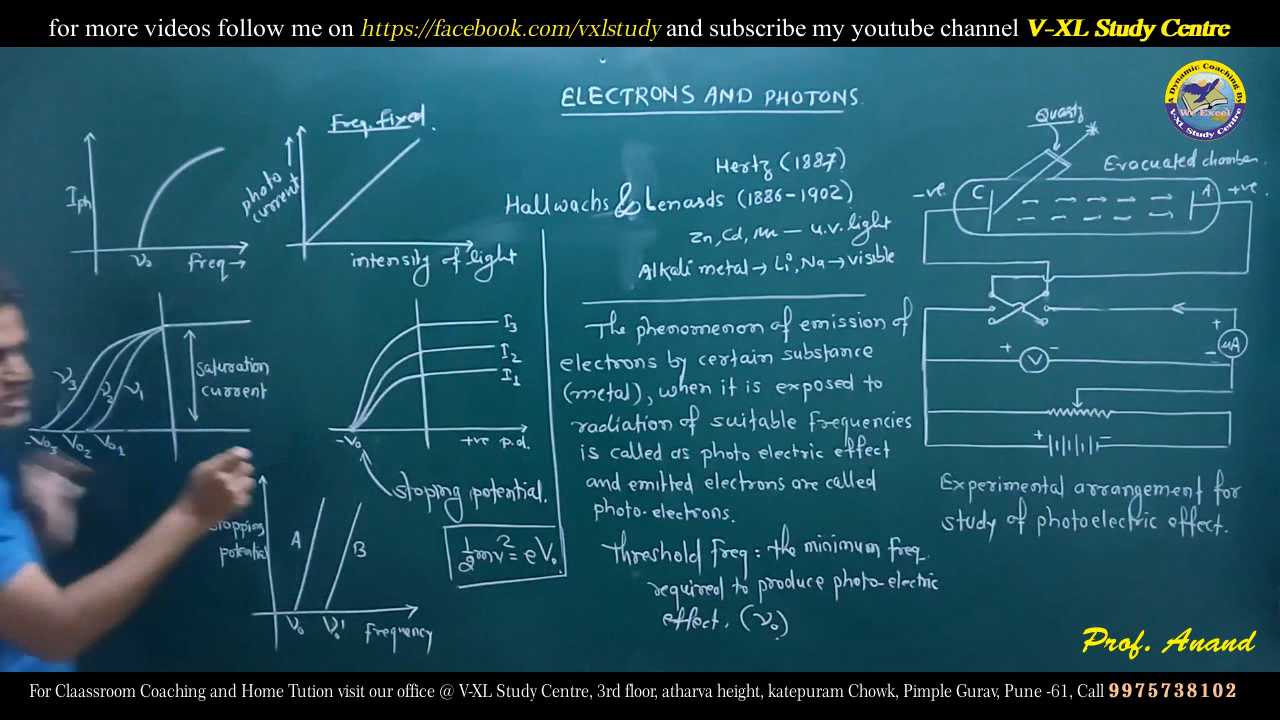 for more videos follow me on https://facebook.com/vxlstudy and subscribe my youtube channel V-XL Study Centre
ELECTRONS AND PHOTONS.
A Dynamic Coaching By
We Excel
V-XL Study Centre
Iph
ν₀
freq →
Freq fixed.
photo
current
intensity of light
Hertz (1887)
Hallwachs & Lenards (1886-1902)
Zn, Cd, Mn — u.v. light
Alkali metal → Li, Na → visible
Quartz
Evacuated chamber.
-ve
C
A
+ve
+
μA
-
+
V
-
+
-
Experimental arrangement for
study of photoelectric effect.
ν₃
ν₂
ν₁
Saturation
current
-V₀₃
V₀₂
V₀₁
I₃
I₂
I₁
-V₀
+ve p.d.
stopping potential.
½mv² = eV₀
Stopping
potential
A
B
ν₀
ν₀'
frequency
The phenomenon of emission of
electrons by certain substance
(metal), when it is exposed to
radiation of suitable frequencies
is called as photo electric effect
and emitted electrons are called
photo-electrons.
Threshold freq : the minimum freq.
required to produce photo-electric
effect. (ν₀)
Prof. Anand
For Claassroom Coaching and Home Tution visit our office @ V-XL Study Centre, 3rd floor, atharva height, katepuram Chowk, Pimple Gurav, Pune -61, Call 9975738102